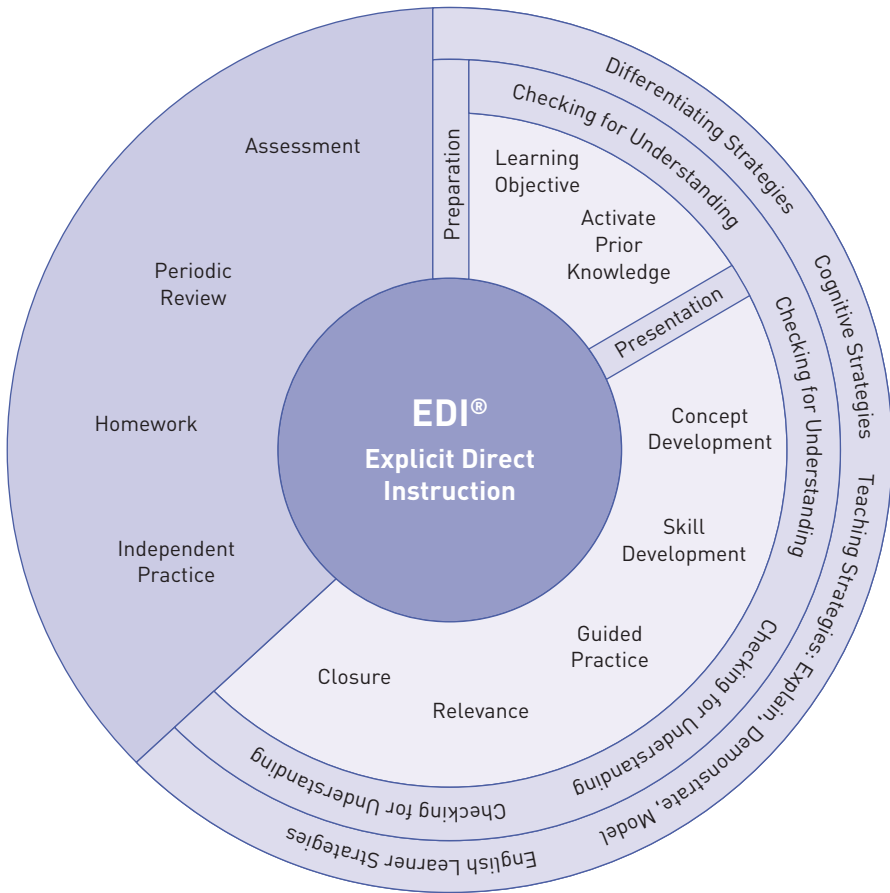 EDI®
Explicit Direct
Instruction
Preparation
Learning
Objective
Activate
Prior
Knowledge
Presentation
Concept
Development
Skill
Development
Guided
Practice
Relevance
Closure
Independent
Practice
Homework
Periodic
Review
Assessment
Checking for Understanding
Checking for Understanding
Checking for Understanding
Checking for Understanding
Differentiating Strategies
Cognitive Strategies
Teaching Strategies: Explain, Demonstrate, Model
English Learner Strategies